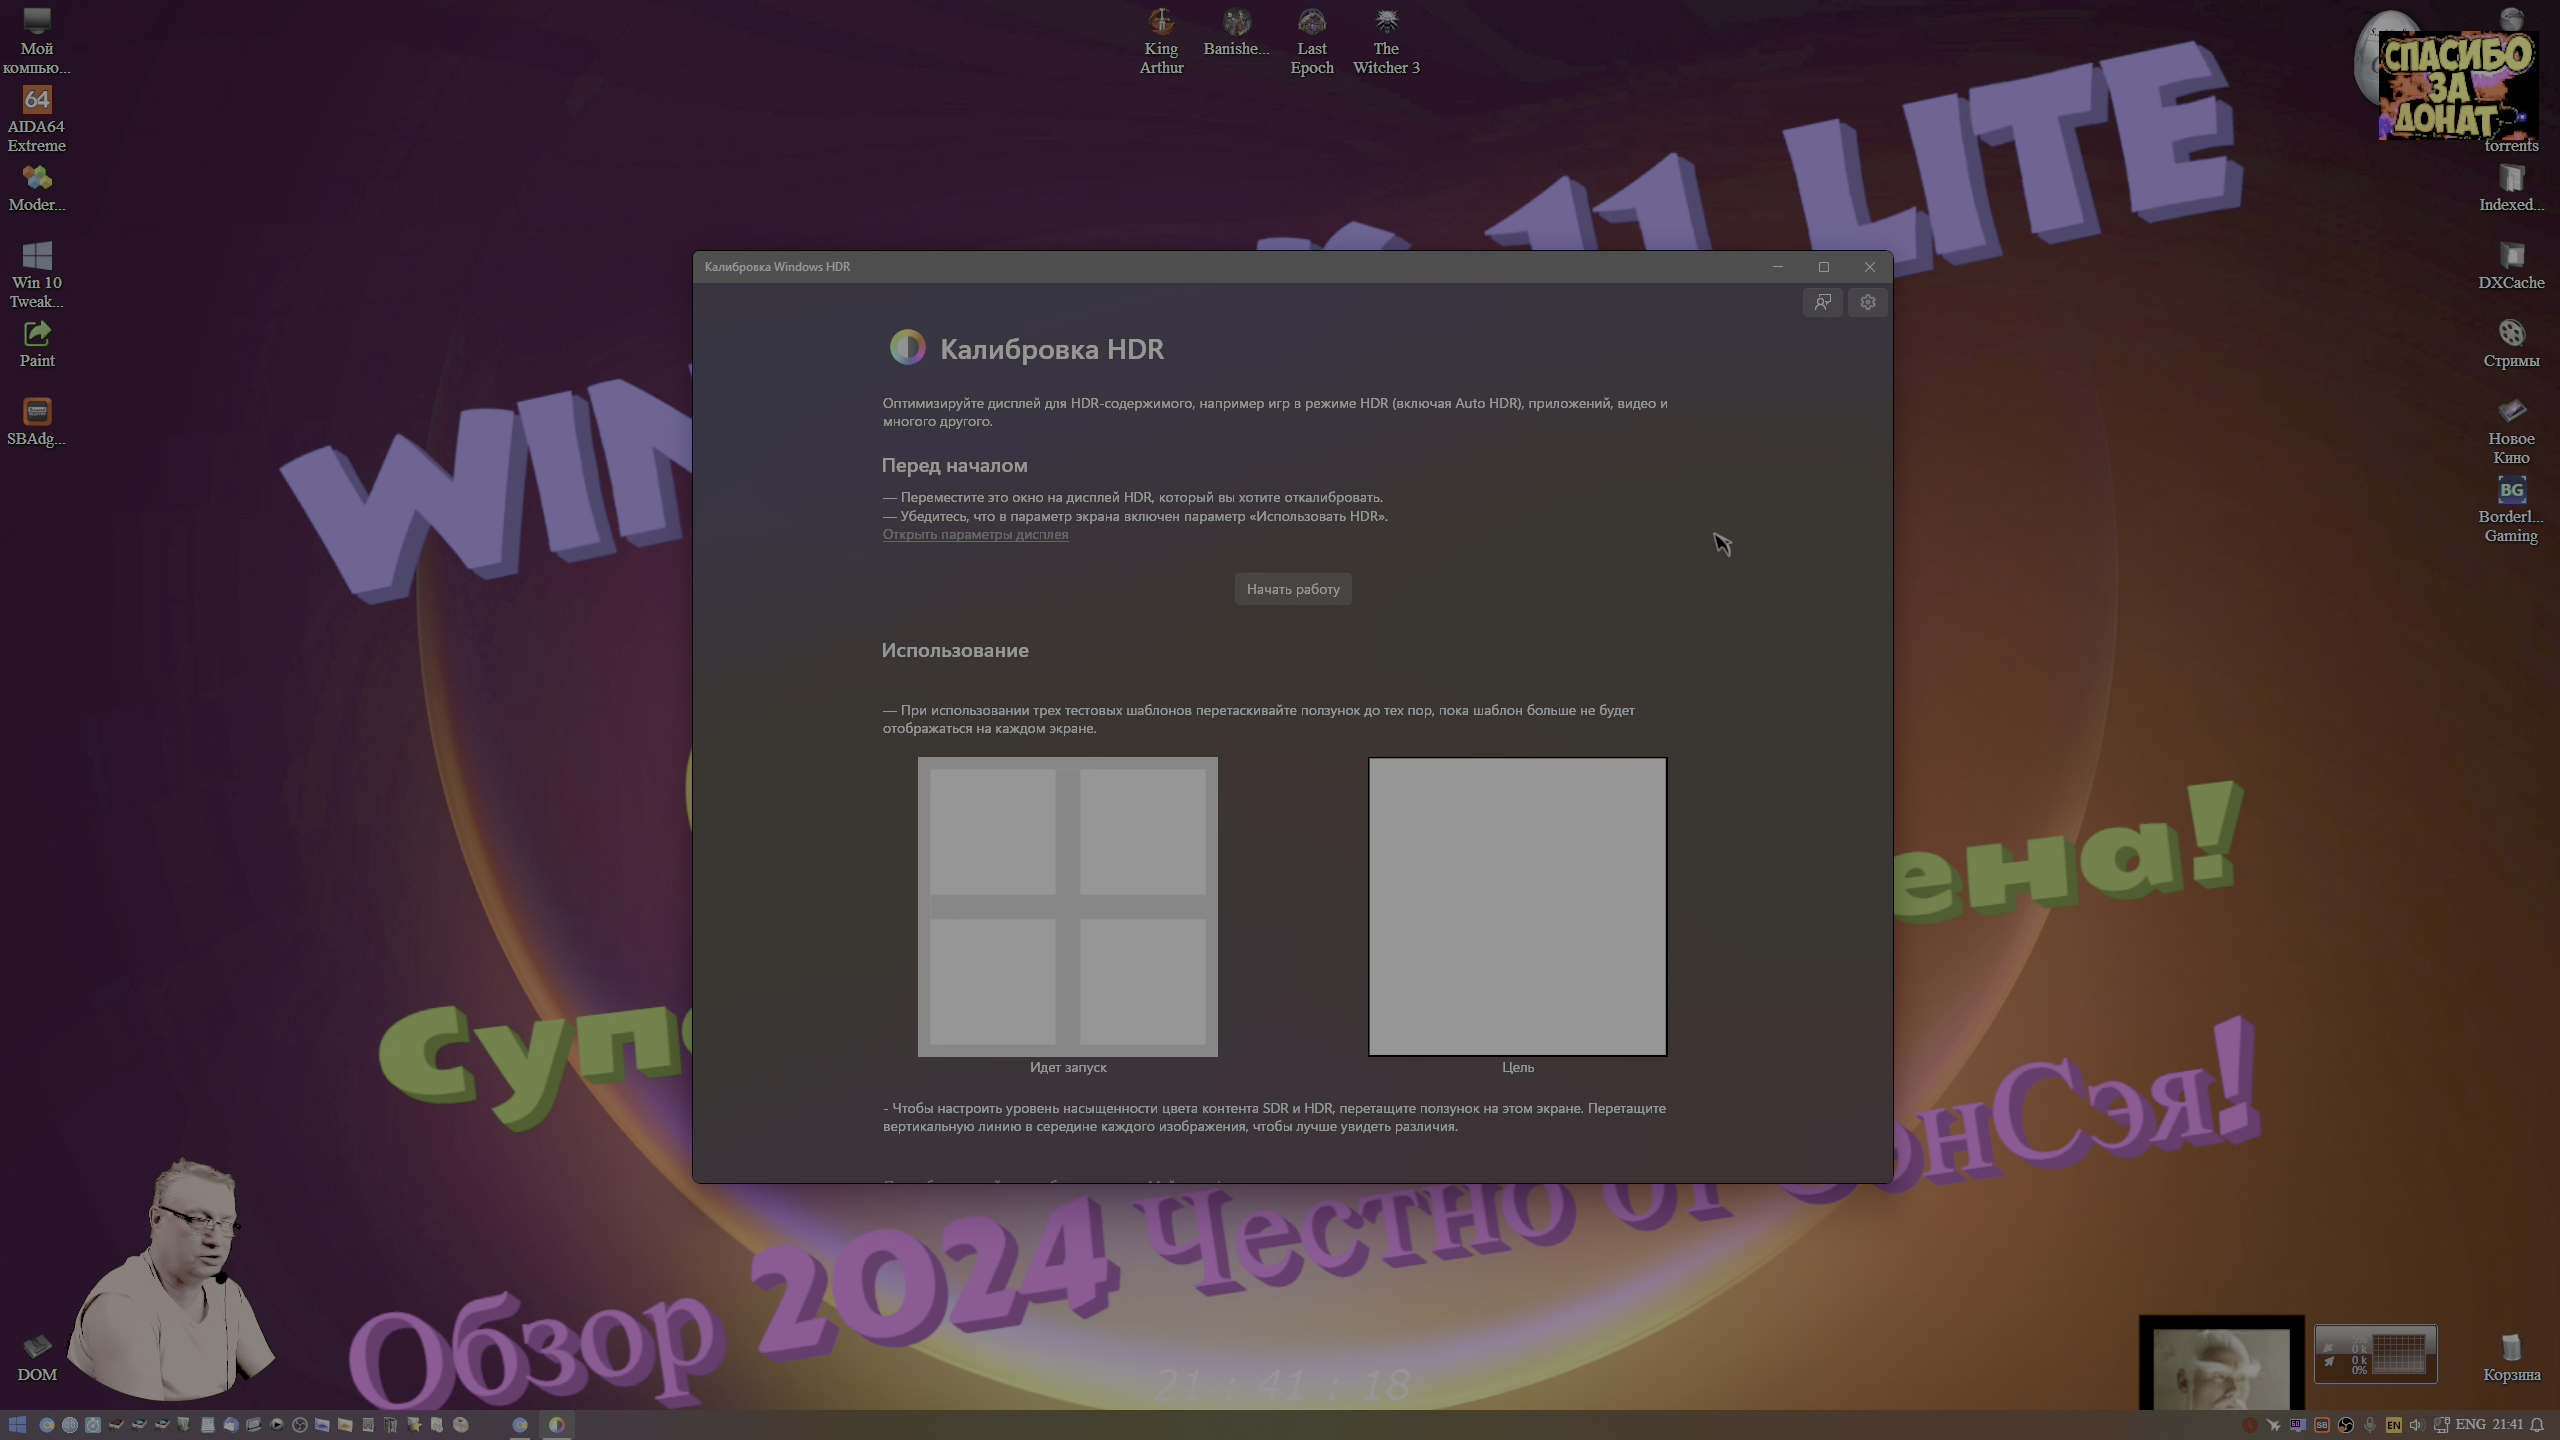 Мой
компью...
AIDA64
Extreme
Moder...
Win 10
Tweak...
Paint
SBAdg...
DOM
King
Arthur
Banishe...
Last
Epoch
The
Witcher 3
СПАСИБО
ЗА
ДОНАТ
torrents
Indexed...
DXCache
Стримы
Новое
Кино
BG
Borderl...
Gaming
Корзина
11 LITE
WIN
Калибровка Windows HDR
Калибровка HDR
Оптимизируйте дисплей для HDR-содержимого, например игр в режиме HDR (включая Auto HDR), приложений, видео и
многого другого.
Перед началом
— Переместите это окно на дисплей HDR, который вы хотите откалибровать.
— Убедитесь, что в параметр экрана включен параметр «Использовать HDR».
Открыть параметры дисплея
Начать работу
Использование
— При использовании трех тестовых шаблонов перетаскивайте ползунок до тех пор, пока шаблон больше не будет
отображаться на каждом экране.
Идет запуск
Цель
- Чтобы настроить уровень насыщенности цвета контента SDR и HDR, перетащите ползунок на этом экране. Перетащите
вертикальную линию в середине каждого изображения, чтобы лучше увидеть различия.
ена!
Обзор 2024 Честно от СонСэя!
21 : 41 : 18
0 k
0 k
0%
EN
ENG
21:41